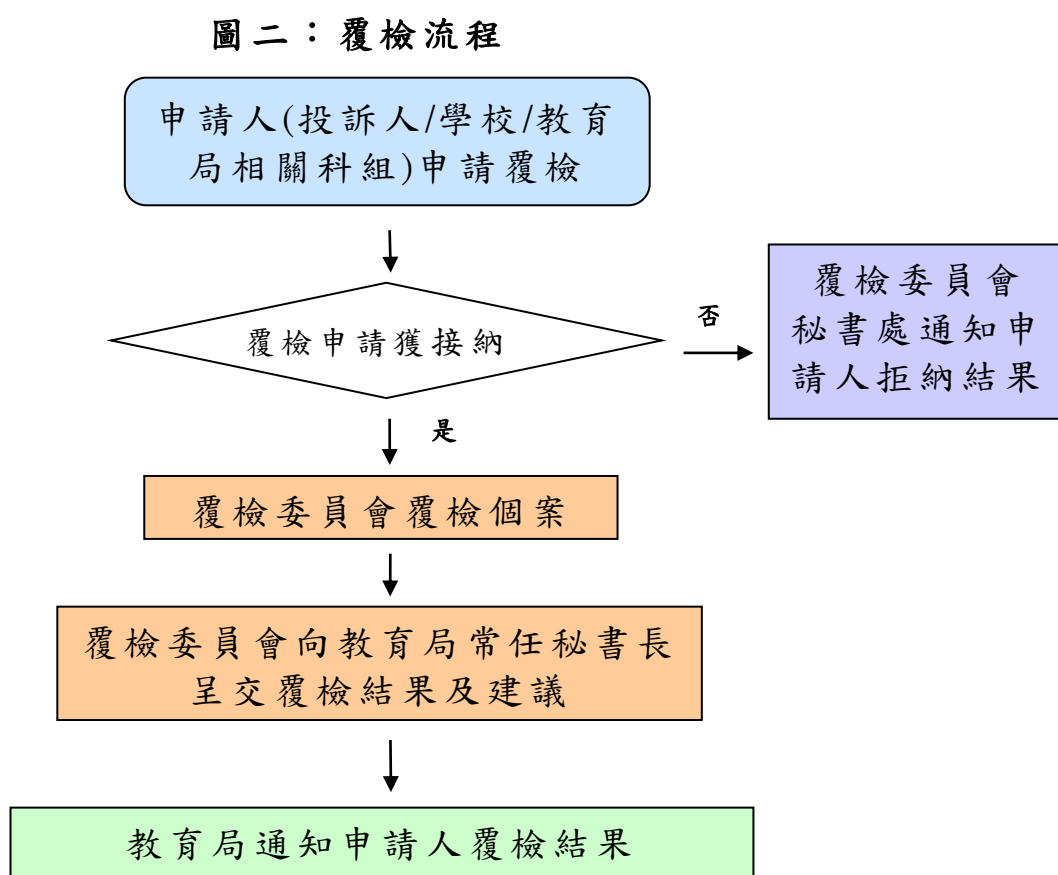 圖二：覆檢流程
申請人(投訴人/學校/教育
局相關科組)申請覆檢
覆檢申請獲接納
否
覆檢委員會
秘書處通知申
請人拒納結果
是
覆檢委員會覆檢個案
覆檢委員會向教育局常任秘書長
呈交覆檢結果及建議
教育局通知申請人覆檢結果